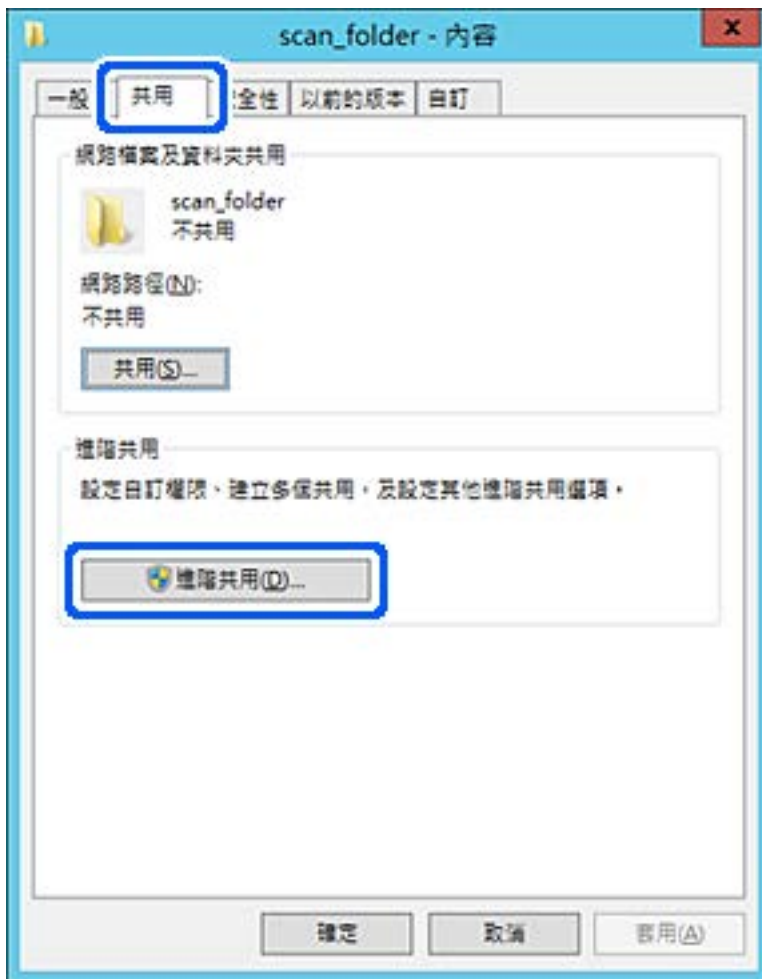 scan_folder - 內容
一般 共用 安全性 以前的版本 自訂
網路檔案及資料夾共用
scan_folder
不共用
網路路徑(N):
不共用
共用(S)...
進階共用
設定自訂權限、建立多個共用，及設定其他進階共用選項。
進階共用(D)...
確定 取消 套用(A)